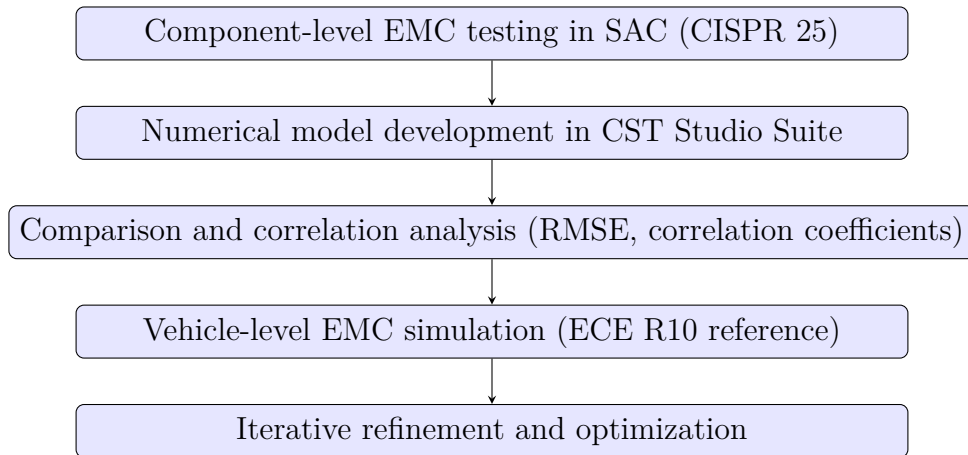 Component-level EMC testing in SAC (CISPR 25)
Numerical model development in CST Studio Suite
Comparison and correlation analysis (RMSE, correlation coefficients)
Vehicle-level EMC simulation (ECE R10 reference)
Iterative refinement and optimization